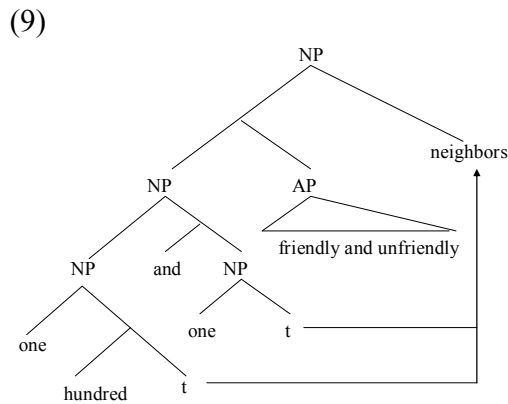 (9)
NP
neighbors
NP AP
friendly and unfriendly
NP and NP
one t
one
hundred t